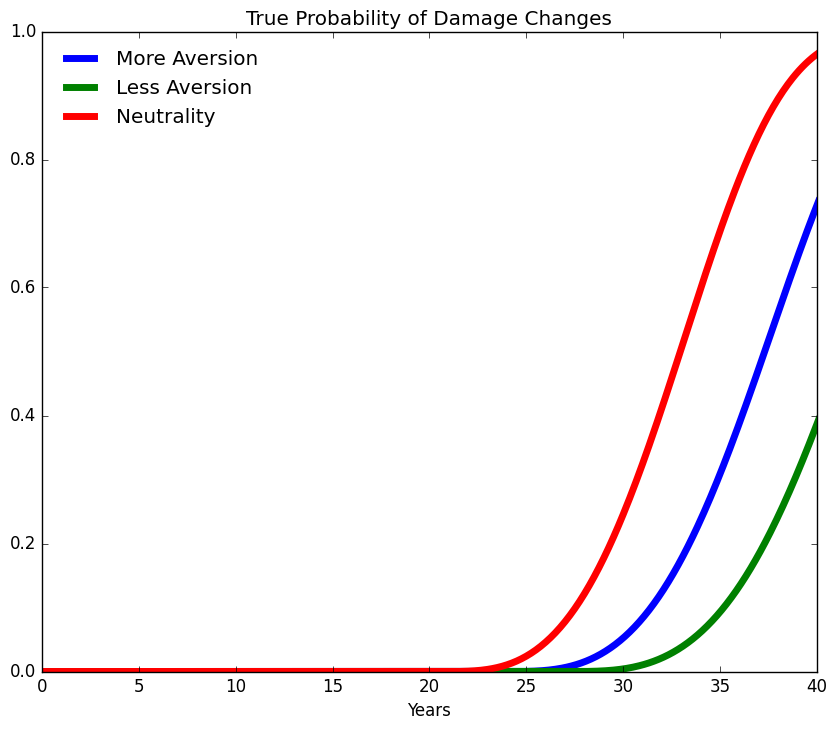 True Probability of Damage Changes
1.0
More Aversion
Less Aversion
Neutrality
0.8
0.6
0.4
0.2
0.0
0 5 10 15 20 25 30 35 40
Years